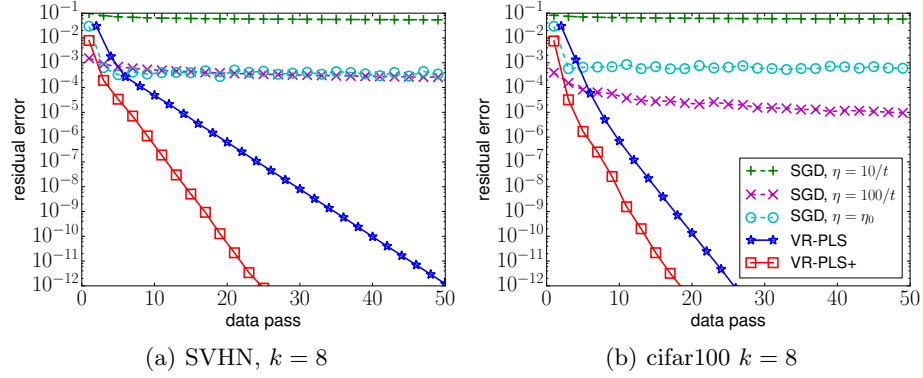 10⁻¹
10⁻²
10⁻³
10⁻⁴
10⁻⁵
10⁻⁶
10⁻⁷
10⁻⁸
10⁻⁹
10⁻¹⁰
10⁻¹¹
10⁻¹²
residual error
0 10 20 30 40 50
data pass
(a) SVHN, k = 8
10⁻¹
10⁻²
10⁻³
10⁻⁴
10⁻⁵
10⁻⁶
10⁻⁷
10⁻⁸
10⁻⁹
10⁻¹⁰
10⁻¹¹
10⁻¹²
residual error
SGD, η = 10/t
SGD, η = 100/t
SGD, η = η₀
VR-PLS
VR-PLS+
0 10 20 30 40 50
data pass
(b) cifar100 k = 8